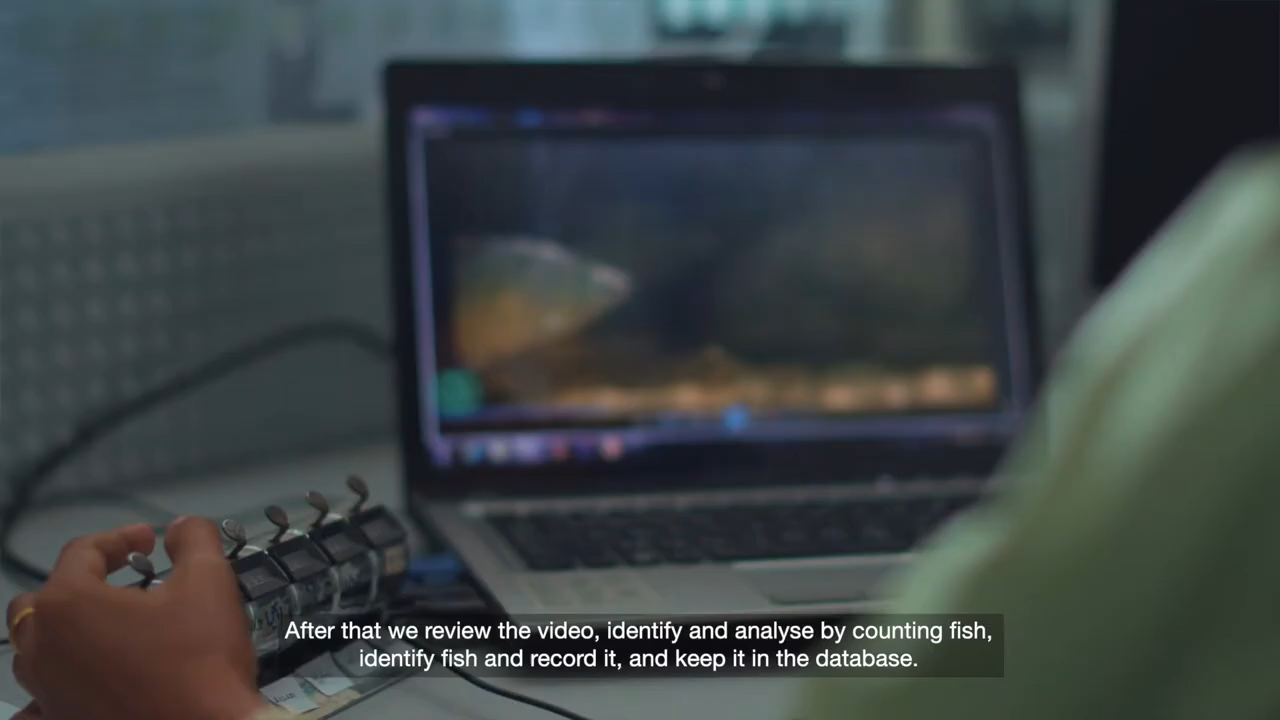 After that we review the video, identify and analyse by counting fish,
identify fish and record it, and keep it in the database.